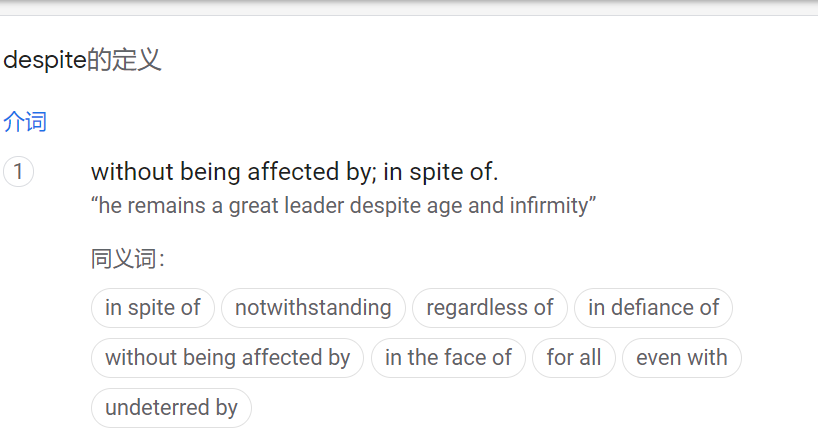 despite的定义
介词
1 without being affected by; in spite of.
“he remains a great leader despite age and infirmity”
同义词：
in spite of notwithstanding regardless of in defiance of
without being affected by in the face of for all even with
undeterred by